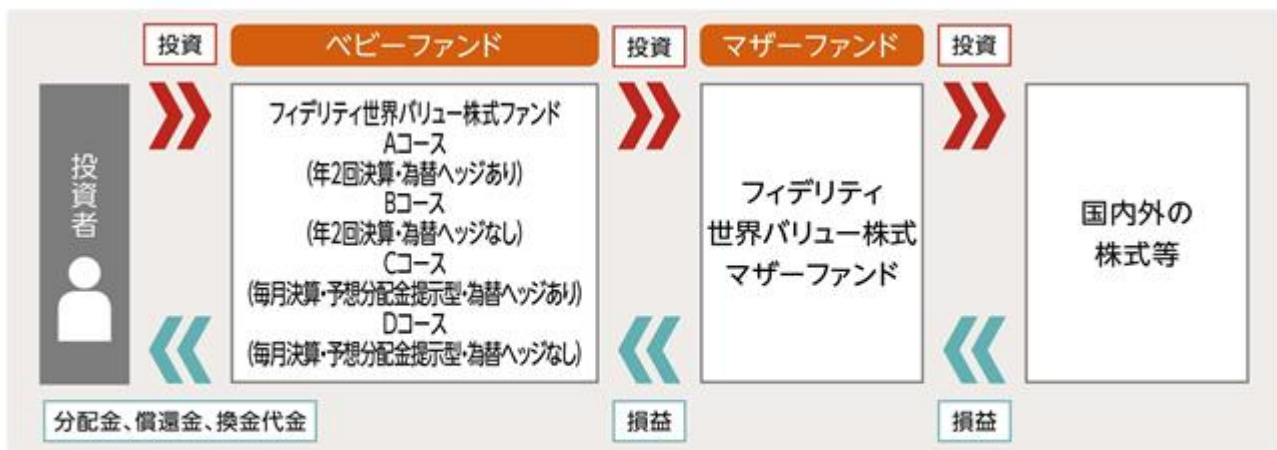 投資
ベビーファンド
投資
マザーファンド
投資
投資者
フィデリティ世界バリュー株式ファンド
Aコース
(年2回決算・為替ヘッジあり)
Bコース
(年2回決算・為替ヘッジなし)
Cコース
(毎月決算・予想分配金提示型・為替ヘッジあり)
Dコース
(毎月決算・予想分配金提示型・為替ヘッジなし)
フィデリティ
世界バリュー株式
マザーファンド
国内外の
株式等
分配金、償還金、換金代金
損益
損益